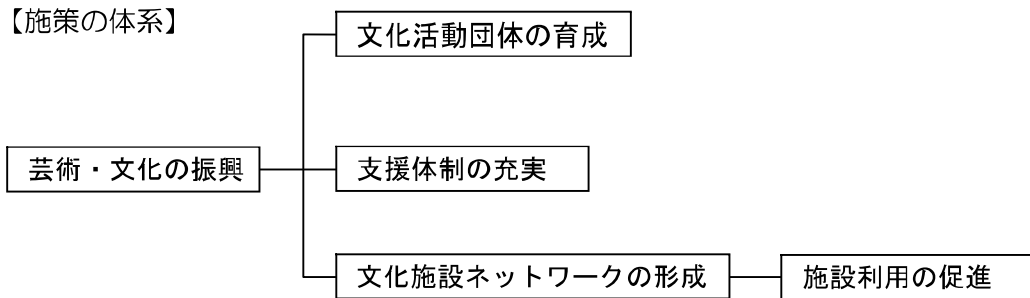 【施策の体系】
文化活動団体の育成
芸術・文化の振興
支援体制の充実
文化施設ネットワークの形成
施設利用の促進